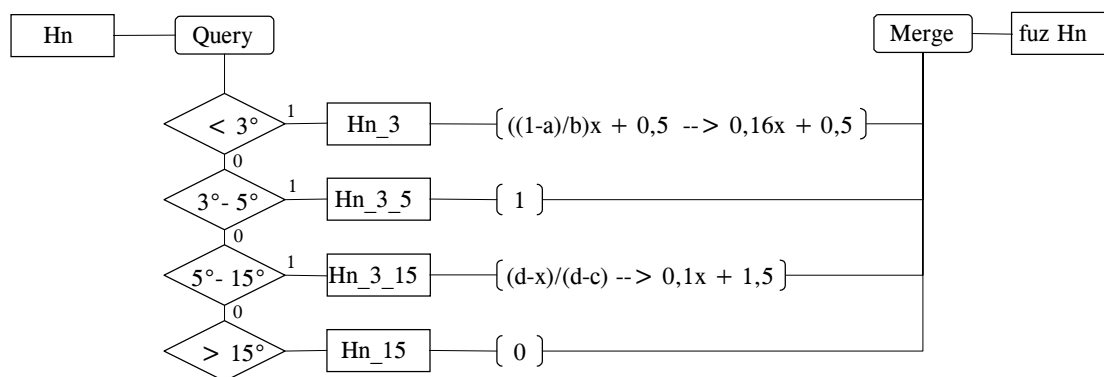 Hn
Query
Merge
fuz Hn
< 3°
1
Hn_3
((1-a)/b)x + 0,5 --> 0,16x + 0,5
0
3°- 5°
1
Hn_3_5
1
0
5°- 15°
1
Hn_3_15
(d-x)/(d-c) --> 0,1x + 1,5
0
> 15°
Hn_15
0